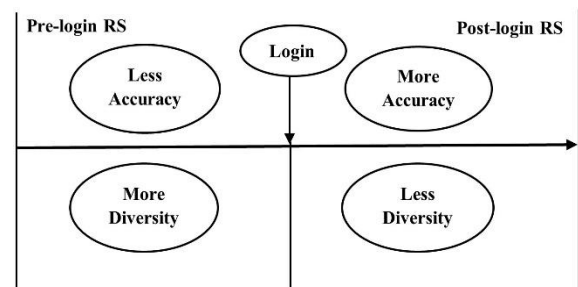 Pre-login RS
Post-login RS
Login
Less
Accuracy
More
Accuracy
More
Diversity
Less
Diversity